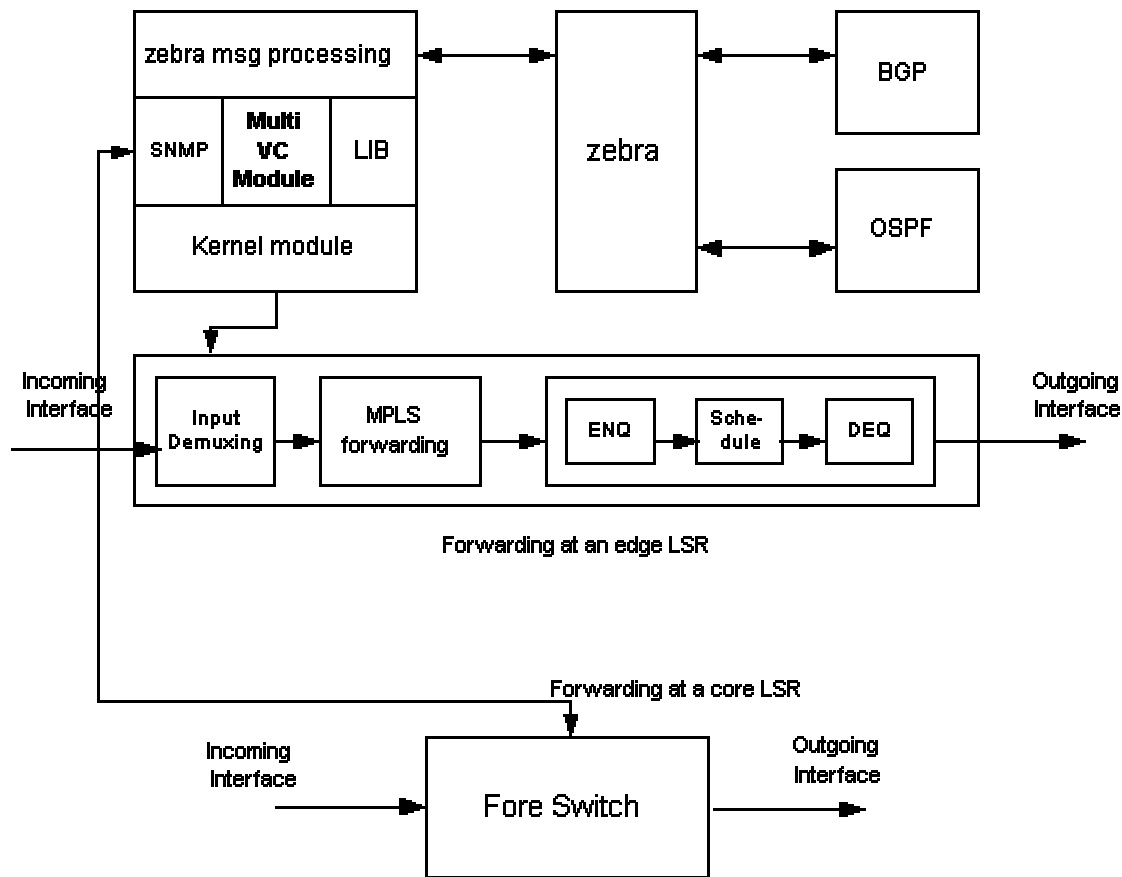 zebra msg processing
SNMP
Multi
VC
Module
LIB
Kernel module
zebra
BGP
OSPF
Incoming
Interface
Input
Demuxing
MPLS
forwarding
ENQ
Sche-
dule
DEQ
Outgoing
Interface
Forwarding at an edge LSR
Forwarding at a core LSR
Incoming
Interface
Fore Switch
Outgoing
Interface